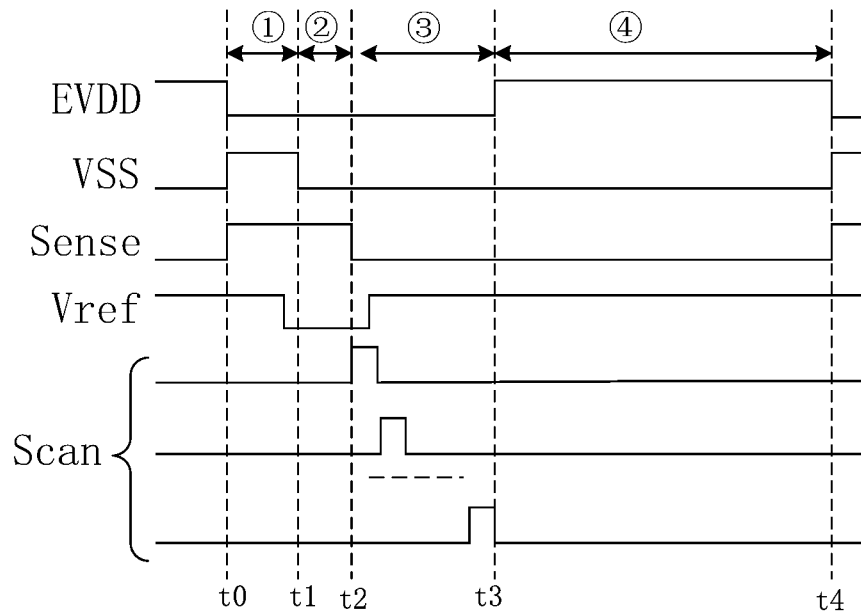 ① ② ③ ④
EVDD
VSS
Sense
Vref
Scan
t0 t1 t2 t3 t4